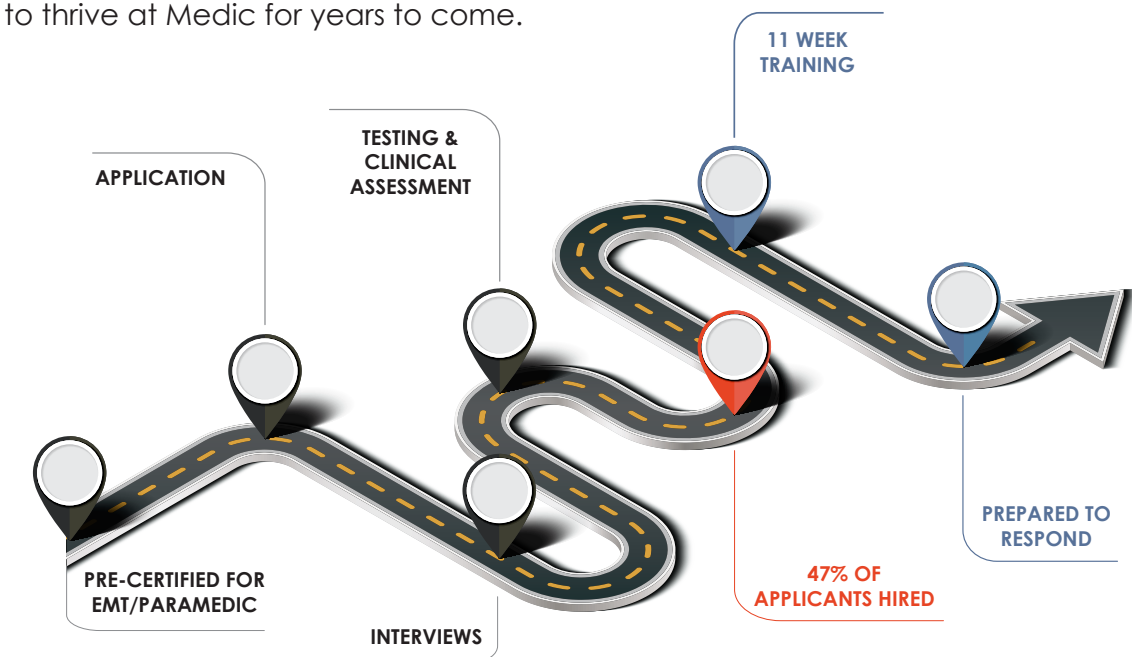 to thrive at Medic for years to come.
11 WEEK
TRAINING
TESTING &
CLINICAL
ASSESSMENT
APPLICATION
PREPARED TO
RESPOND
47% OF
APPLICANTS HIRED
PRE-CERTIFIED FOR
EMT/PARAMEDIC
INTERVIEWS